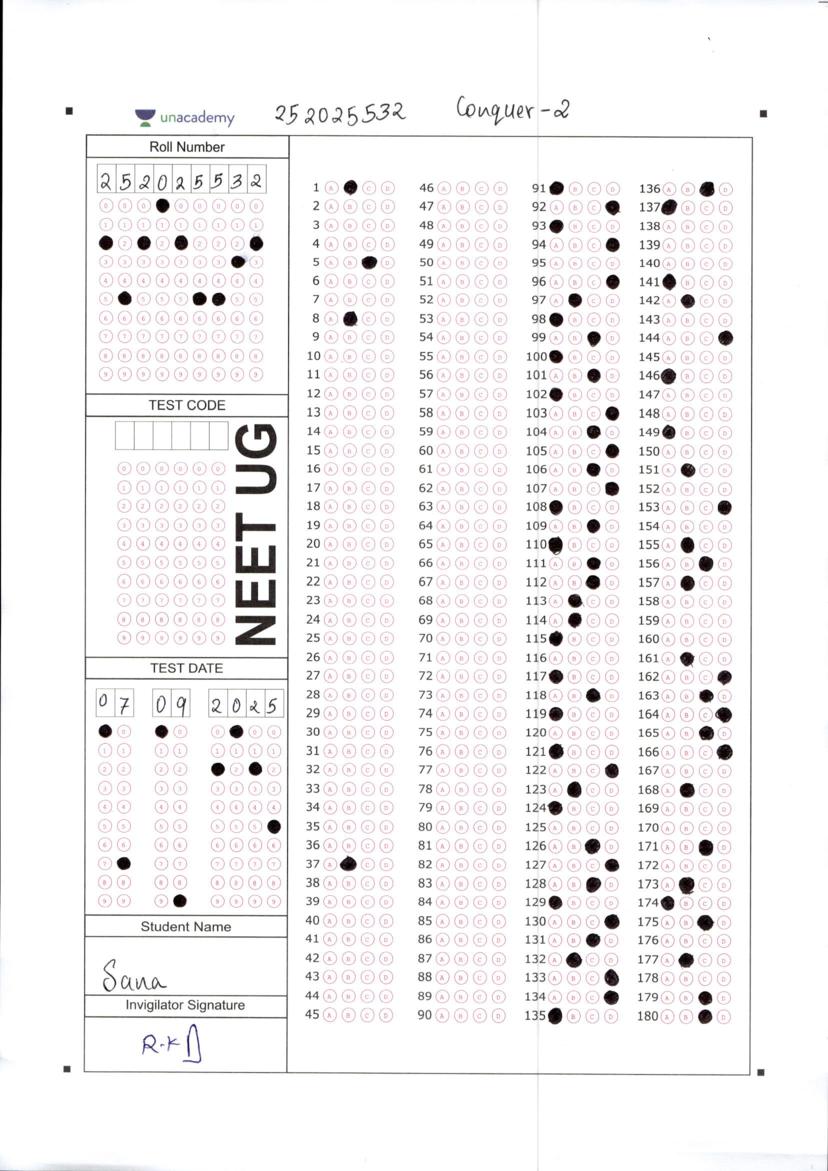 unacademy 252025532 Conquer-2
Roll Number
2 5 2 0 2 5 5 3 2
TEST CODE
NEET UG
TEST DATE
0 7 0 9 2 0 2 5
Student Name
Sana
Invigilator Signature
1 A C D 46 A B C D 91 B C D 136 A B D
2 A B C D 47 A B C D 92 A B C 137 B C D
3 A B C D 48 A B C D 93 B C D 138 A B C D
4 A B C D 49 A B C D 94 A B C 139 A B C D
5 A B D 50 A B C D 95 A B C D 140 A B C D
6 A B C D 51 A B C D 96 A B C 141 B C D
7 A B C D 52 A B C D 97 A C D 142 A C D
8 A C D 53 A B C D 98 B C D 143 A B C D
9 A B C D 54 A B C D 99 A B D 144 A B C
10 A B C D 55 A B C D 100 B C D 145 A B C D
11 A B C D 56 A B C D 101 A B D 146 B C D
12 A B C D 57 A B C D 102 B C D 147 A B C D
13 A B C D 58 A B C D 103 A B C 148 A B C D
14 A B C D 59 A B C D 104 A B D 149 B C D
15 A B C D 60 A B C D 105 A B C 150 A B C D
16 A B C D 61 A B C D 106 A B D 151 A C D
17 A B C D 62 A B C D 107 A B C 152 A B C D
18 A B C D 63 A B C D 108 B C D 153 A B C
19 A B C D 64 A B C D 109 A B D 154 A B C D
20 A B C D 65 A B C D 110 B C D 155 A C D
21 A B C D 66 A B C D 111 A B D 156 A B D
22 A B C D 67 A B C D 112 A B D 157 A C D
23 A B C D 68 A B C D 113 A C D 158 A B C D
24 A B C D 69 A B C D 114 A C D 159 A B C D
25 A B C D 70 A B C D 115 B C D 160 A B C D
26 A B C D 71 A B C D 116 A B C D 161 A C D
27 A B C D 72 A B C D 117 B C D 162 A B C
28 A B C D 73 A B C D 118 A B D 163 A B D
29 A B C D 74 A B C D 119 B C D 164 A B C
30 A B C D 75 A B C D 120 A B C D 165 A B D
31 A B C D 76 A B C D 121 B C D 166 A B C
32 A B C D 77 A B C D 122 A B C 167 A B C D
33 A B C D 78 A B C D 123 A C D 168 A C D
34 A B C D 79 A B C D 124 B C D 169 A B C D
35 A B C D 80 A B C D 125 A B C D 170 A B C D
36 A B C D 81 A B C D 126 A B D 171 A B D
37 A C D 82 A B C D 127 A B C 172 A B C D
38 A B C D 83 A B C D 128 A B D 173 A C D
39 A B C D 84 A B C D 129 B C D 174 B C D
40 A B C D 85 A B C D 130 A B C 175 A B D
41 A B C D 86 A B C D 131 A B D 176 A B C D
42 A B C D 87 A B C D 132 A C D 177 A C D
43 A B C D 88 A B C D 133 A B C 178 A B C D
44 A B C D 89 A B C D 134 A B C 179 A B D
45 A B C D 90 A B C D 135 B C D 180 A B D